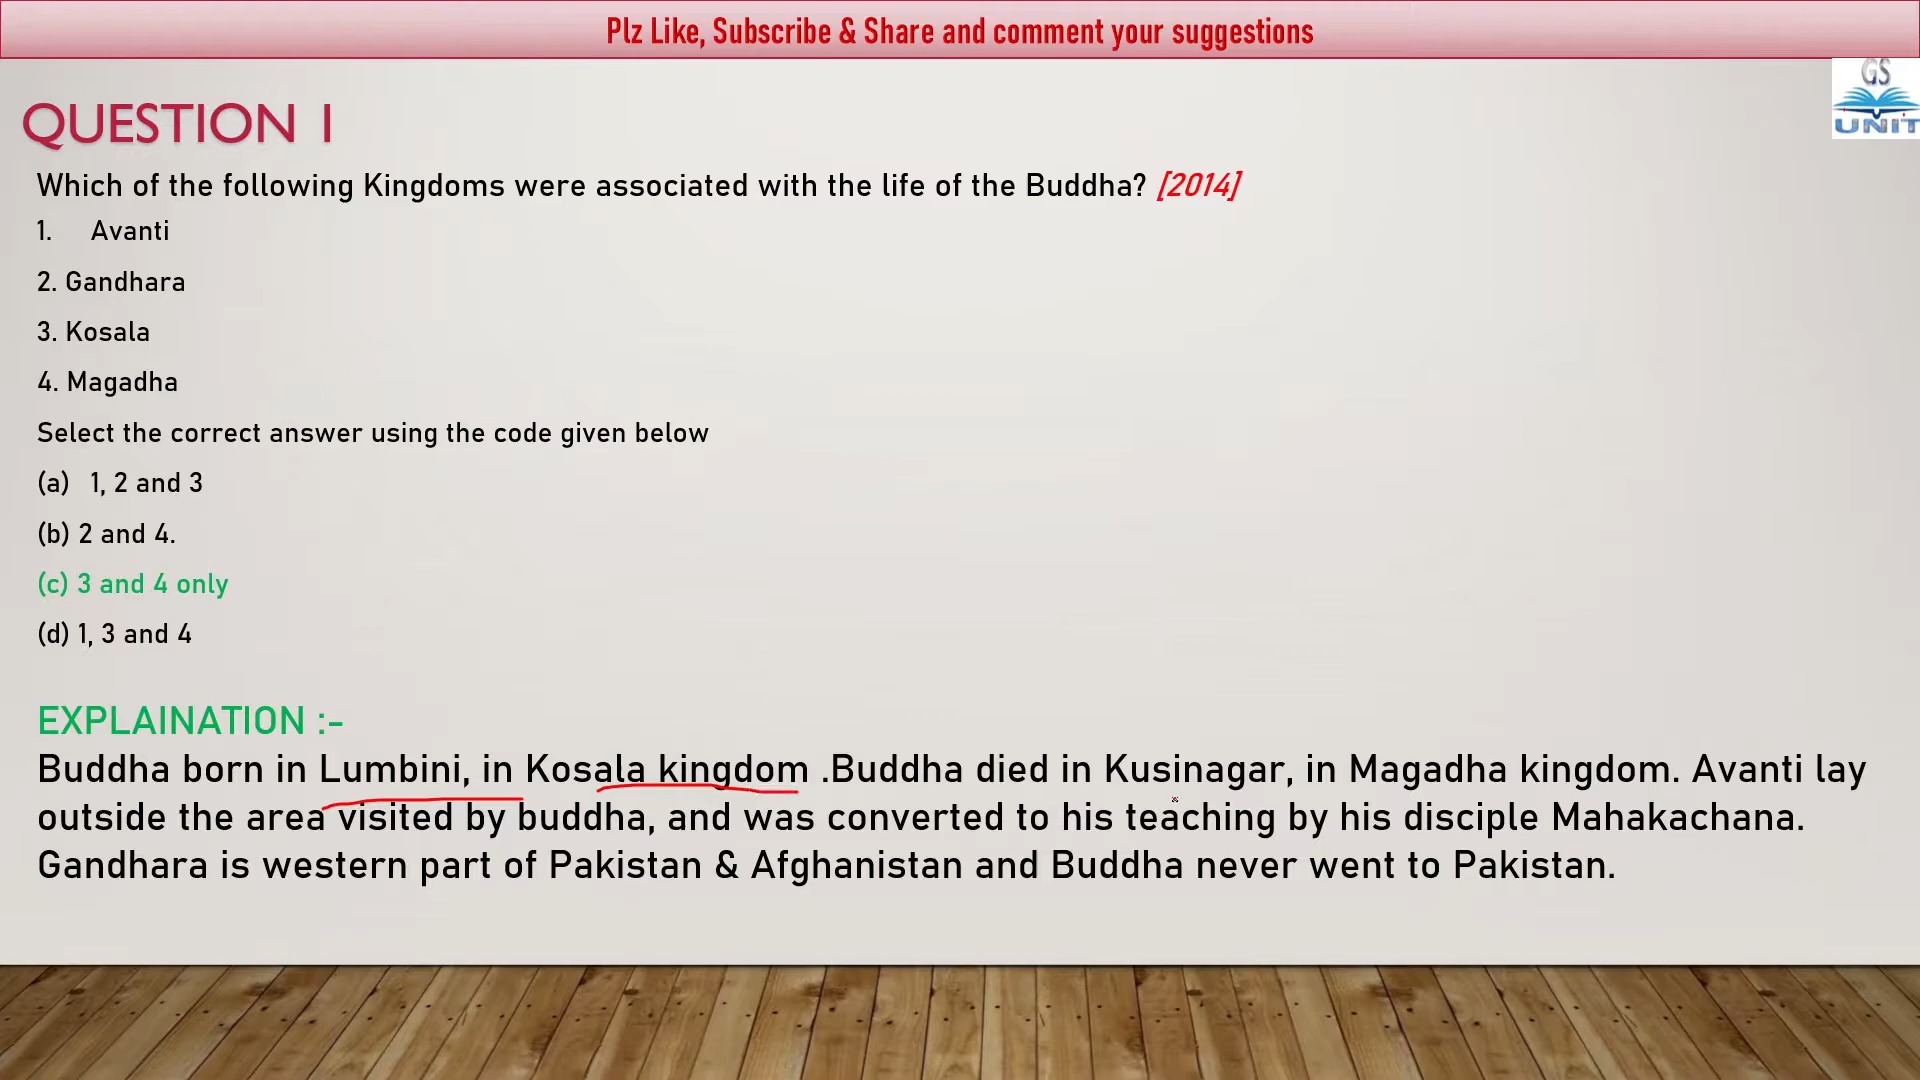 Plz Like, Subscribe & Share and comment your suggestions
GS
UNIT
QUESTION 1
Which of the following Kingdoms were associated with the life of the Buddha? [2014]
1. Avanti
2. Gandhara
3. Kosala
4. Magadha
Select the correct answer using the code given below
(a) 1, 2 and 3
(b) 2 and 4.
(c) 3 and 4 only
(d) 1, 3 and 4
EXPLAINATION :-
Buddha born in Lumbini, in Kosala kingdom .Buddha died in Kusinagar, in Magadha kingdom. Avanti lay
outside the area visited by buddha, and was converted to his teaching by his disciple Mahakachana.
Gandhara is western part of Pakistan & Afghanistan and Buddha never went to Pakistan.